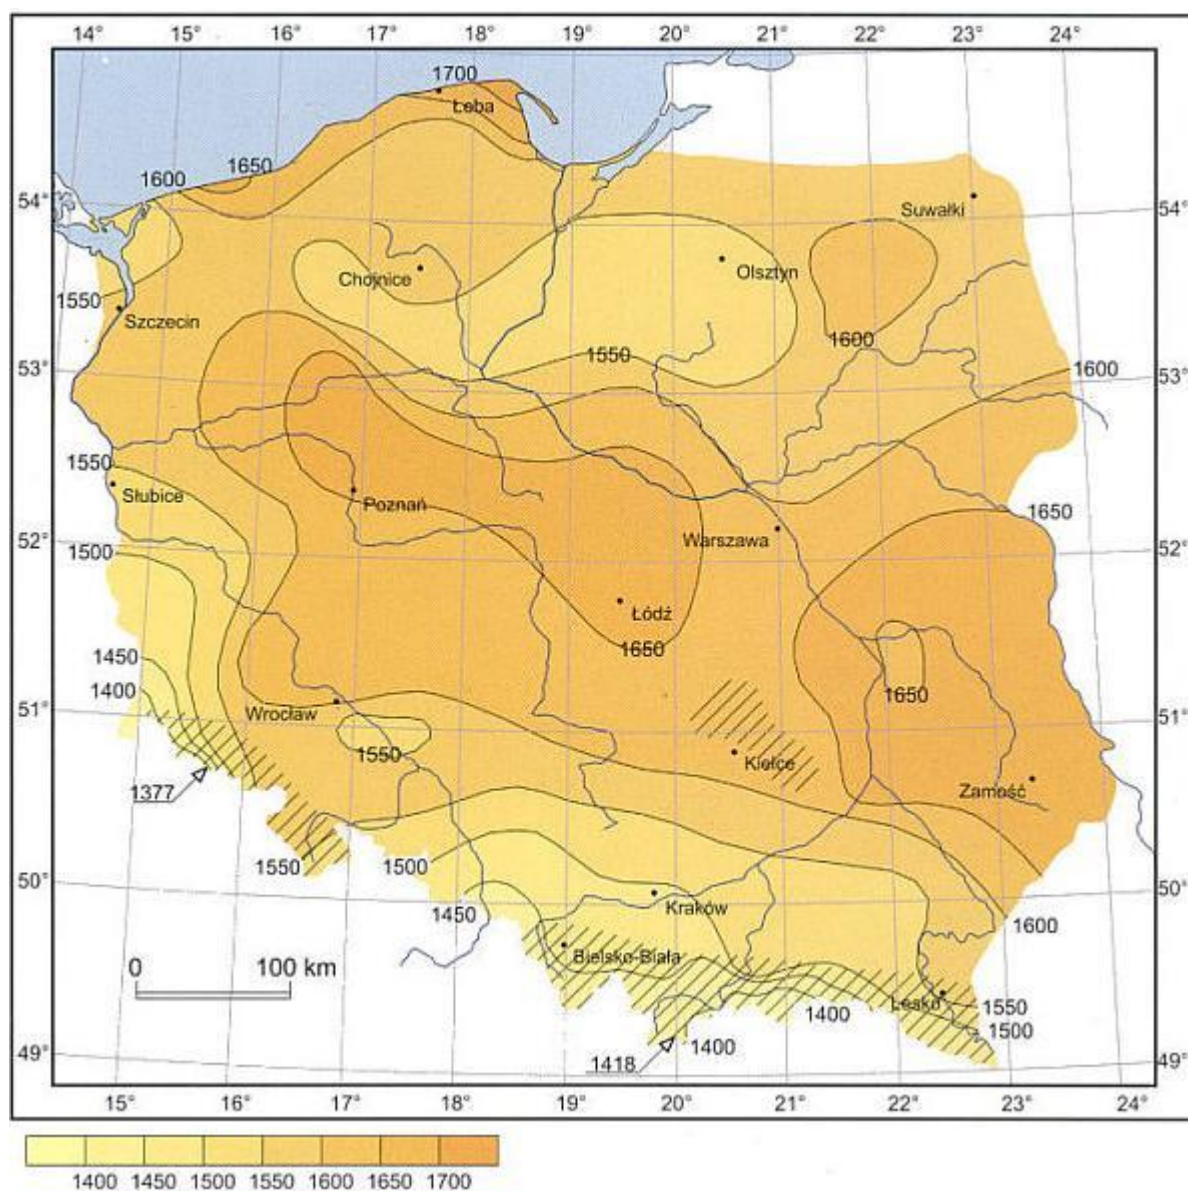 14° 15° 16° 17° 18° 19° 20° 21° 22° 23° 24°
1700
Łeba
1650
1600
54° 54°
Suwałki
Chojnice
Olsztyn
1550
Szczecin
1600
1550
53° 53°
1600
1550
Słubice
Poznań
1650
Warszawa
52° 52°
1500
Łódź
1650
1450
1650
1400
51° 51°
Wrocław
1550
Kielce
1377
Zamość
1550
1500
50° 50°
1450
Kraków
1600
Bielsko-Biała
0 100 km
Lesko
1550
1400
1500
1400
1418
49° 49°
15° 16° 17° 18° 19° 20° 21° 22° 23° 24°
1400 1450 1500 1550 1600 1650 1700